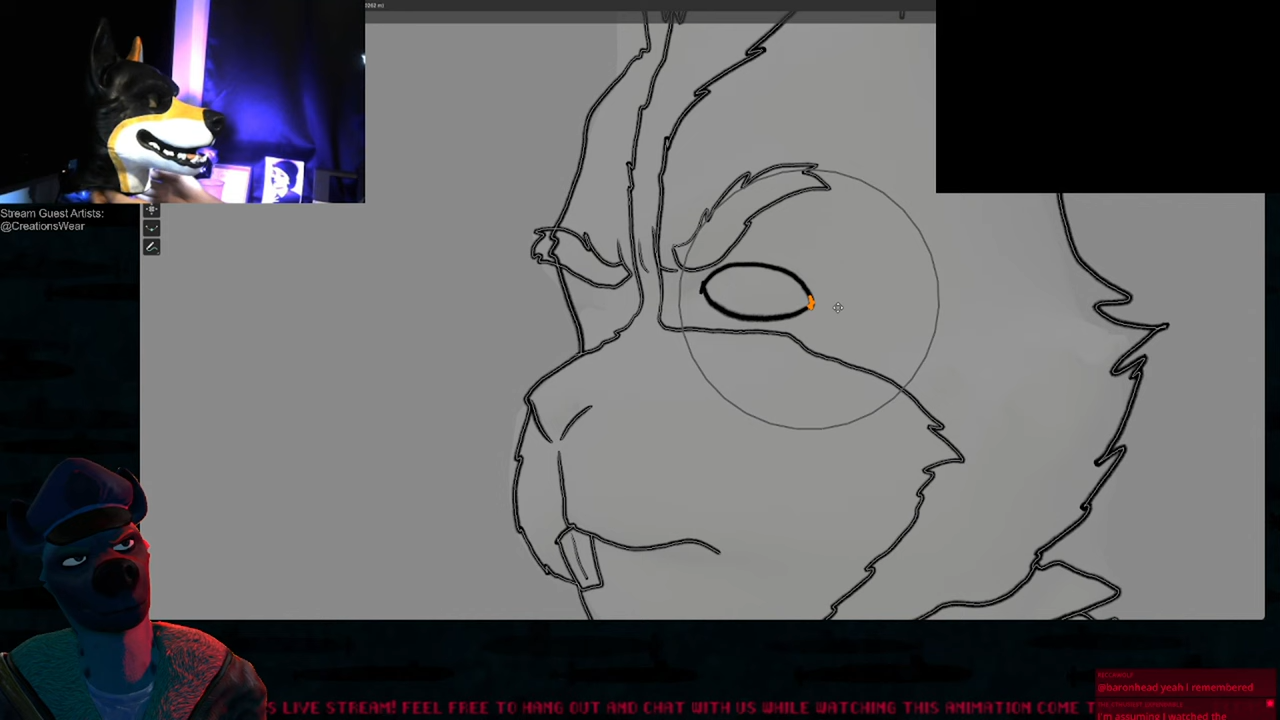 Stream Guest Artists:
@CreationsWear
@baronhead yeah I remembered
I'm assuming I watched the
S LIVE STREAM! FEEL FREE TO HANG OUT AND CHAT WITH US WHILE WATCHING THIS ANIMATION COME T